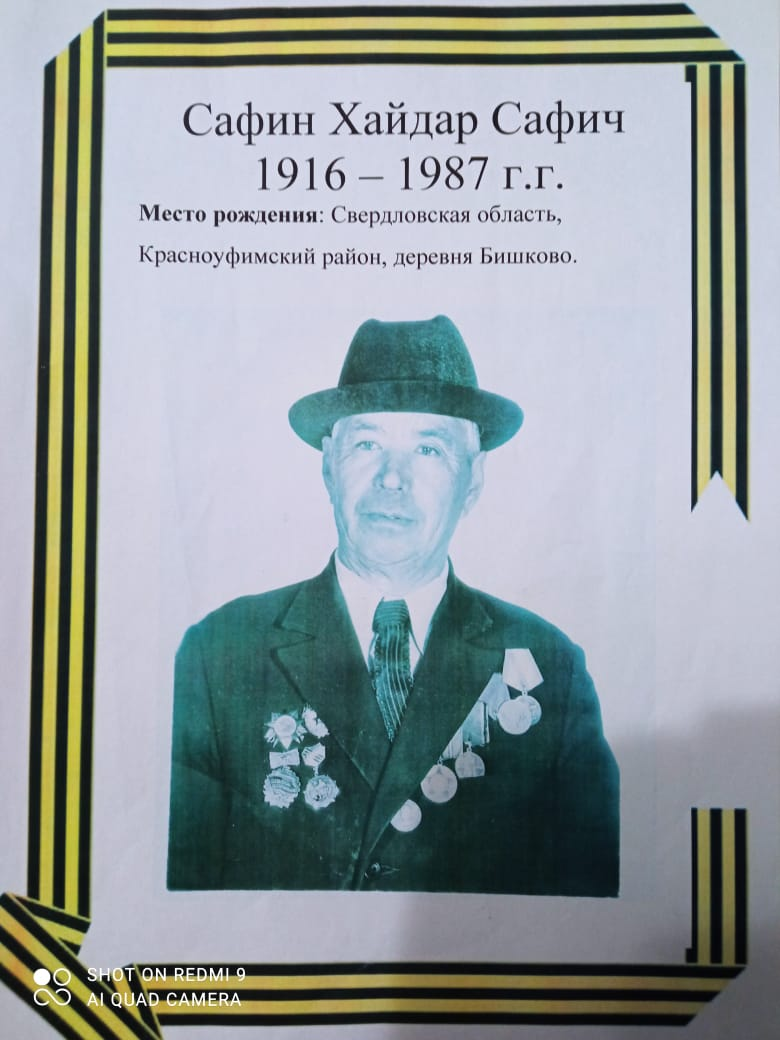 Сафин Хайдар Сафич
1916 – 1987 г.г.
Место рождения: Свердловская область,
Красноуфимский район, деревня Бишково.
SHOT ON REDMI 9
AI QUAD CAMERA